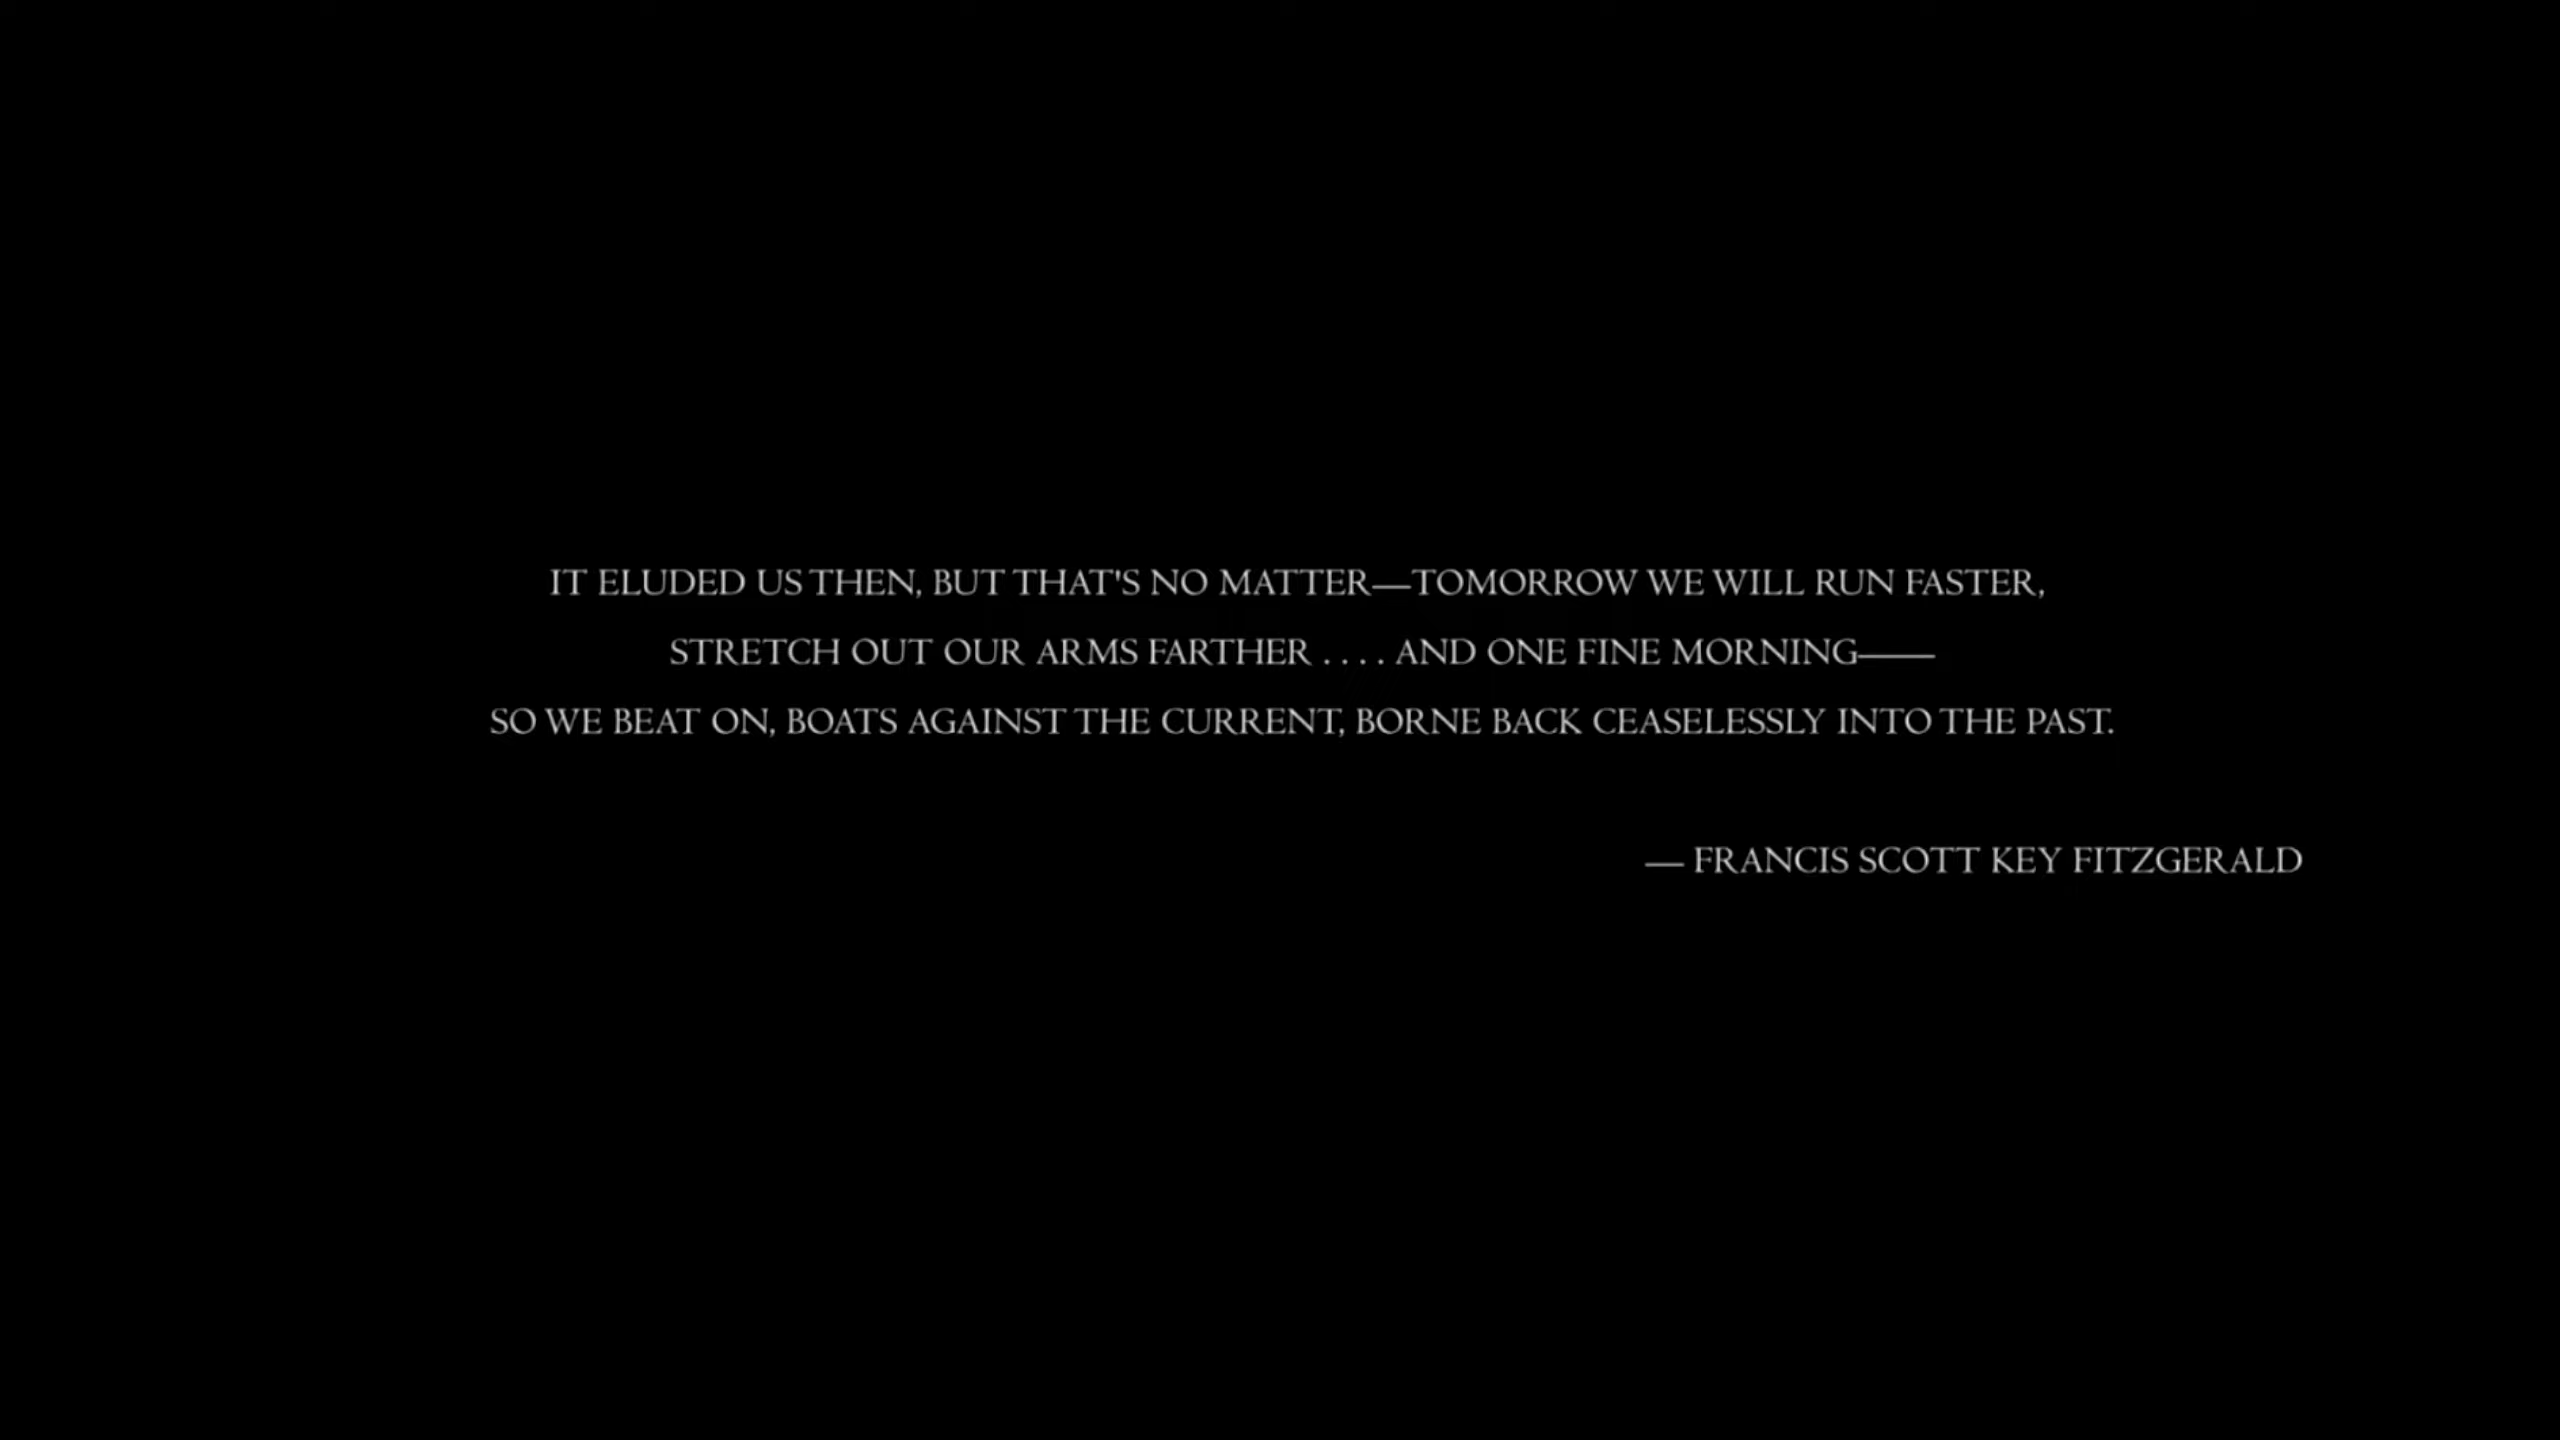 IT ELUDED US THEN, BUT THAT'S NO MATTER—TOMORROW WE WILL RUN FASTER,
STRETCH OUT OUR ARMS FARTHER . . . . AND ONE FINE MORNING——
SO WE BEAT ON, BOATS AGAINST THE CURRENT, BORNE BACK CEASELESSLY INTO THE PAST.
— FRANCIS SCOTT KEY FITZGERALD